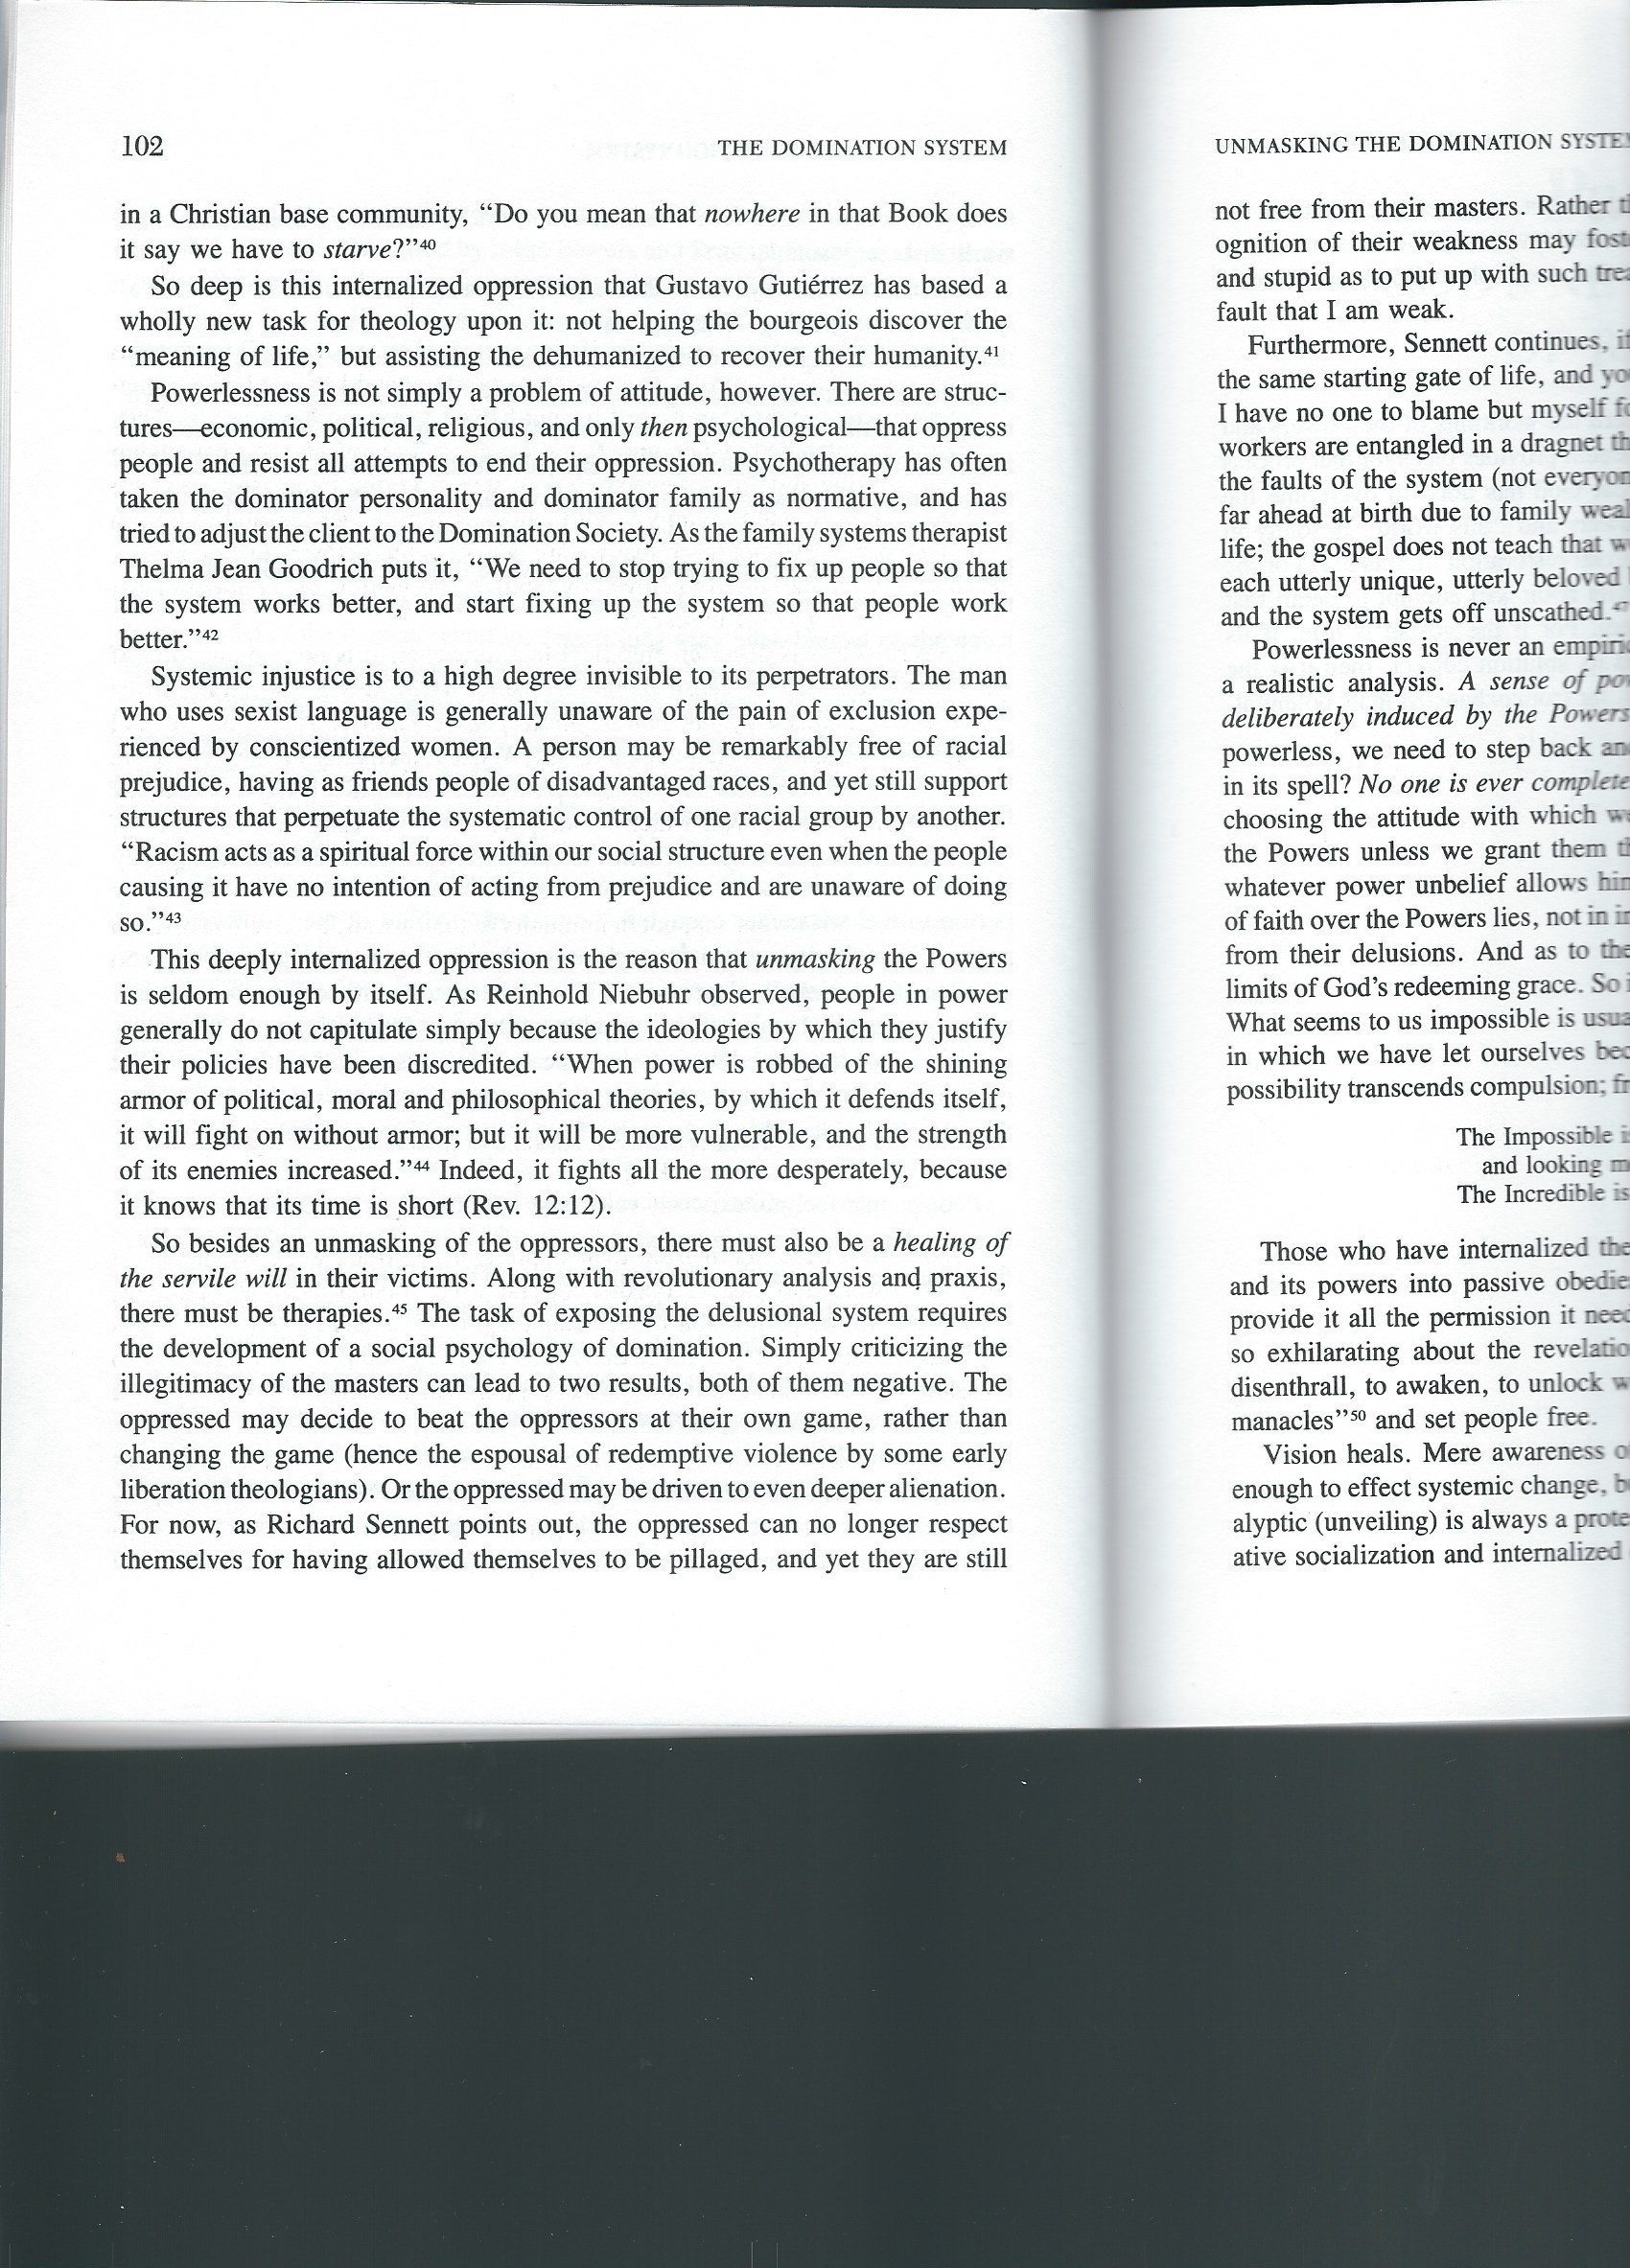 102 THE DOMINATION SYSTEM
in a Christian base community, “Do you mean that nowhere in that Book does
it say we have to starve?”40
So deep is this internalized oppression that Gustavo Gutiérrez has based a
wholly new task for theology upon it: not helping the bourgeois discover the
“meaning of life,” but assisting the dehumanized to recover their humanity.41
Powerlessness is not simply a problem of attitude, however. There are struc-
tures—economic, political, religious, and only then psychological—that oppress
people and resist all attempts to end their oppression. Psychotherapy has often
taken the dominator personality and dominator family as normative, and has
tried to adjust the client to the Domination Society. As the family systems therapist
Thelma Jean Goodrich puts it, “We need to stop trying to fix up people so that
the system works better, and start fixing up the system so that people work
better.”42
Systemic injustice is to a high degree invisible to its perpetrators. The man
who uses sexist language is generally unaware of the pain of exclusion expe-
rienced by conscientized women. A person may be remarkably free of racial
prejudice, having as friends people of disadvantaged races, and yet still support
structures that perpetuate the systematic control of one racial group by another.
“Racism acts as a spiritual force within our social structure even when the people
causing it have no intention of acting from prejudice and are unaware of doing
so.”43
This deeply internalized oppression is the reason that unmasking the Powers
is seldom enough by itself. As Reinhold Niebuhr observed, people in power
generally do not capitulate simply because the ideologies by which they justify
their policies have been discredited. “When power is robbed of the shining
armor of political, moral and philosophical theories, by which it defends itself,
it will fight on without armor; but it will be more vulnerable, and the strength
of its enemies increased.”44 Indeed, it fights all the more desperately, because
it knows that its time is short (Rev. 12:12).
So besides an unmasking of the oppressors, there must also be a healing of
the servile will in their victims. Along with revolutionary analysis and praxis,
there must be therapies.45 The task of exposing the delusional system requires
the development of a social psychology of domination. Simply criticizing the
illegitimacy of the masters can lead to two results, both of them negative. The
oppressed may decide to beat the oppressors at their own game, rather than
changing the game (hence the espousal of redemptive violence by some early
liberation theologians). Or the oppressed may be driven to even deeper alienation.
For now, as Richard Sennett points out, the oppressed can no longer respect
themselves for having allowed themselves to be pillaged, and yet they are still
UNMASKING THE DOMINATION
not free from their masters. Rather
ognition of their weakness may
and stupid as to put up with such
fault that I am weak.
Furthermore, Sennett continues,
the same starting gate of life, and
I have no one to blame but myself
workers are entangled in a dragnet
the faults of the system (not
far ahead at birth due to family
life; the gospel does not teach that
each utterly unique, utterly beloved
and the system gets off unscathed.47
Powerlessness is never an
a realistic analysis. A sense of
deliberately induced by the Powers
powerless, we need to step back
in its spell? No one is ever
choosing the attitude with which
the Powers unless we grant them
whatever power unbelief allows
of faith over the Powers lies, not in
from their delusions. And as to
limits of God’s redeeming grace. So
What seems to us impossible is
in which we have let ourselves
possibility transcends compulsion;
The Impossible
and looking
The Incredible is
Those who have internalized the
and its powers into passive
provide it all the permission it
so exhilarating about the
disenthrall, to awaken, to unlock
manacles”50 and set people free.
Vision heals. Mere awareness
enough to effect systemic change,
alyptic (unveiling) is always a
ative socialization and internalized